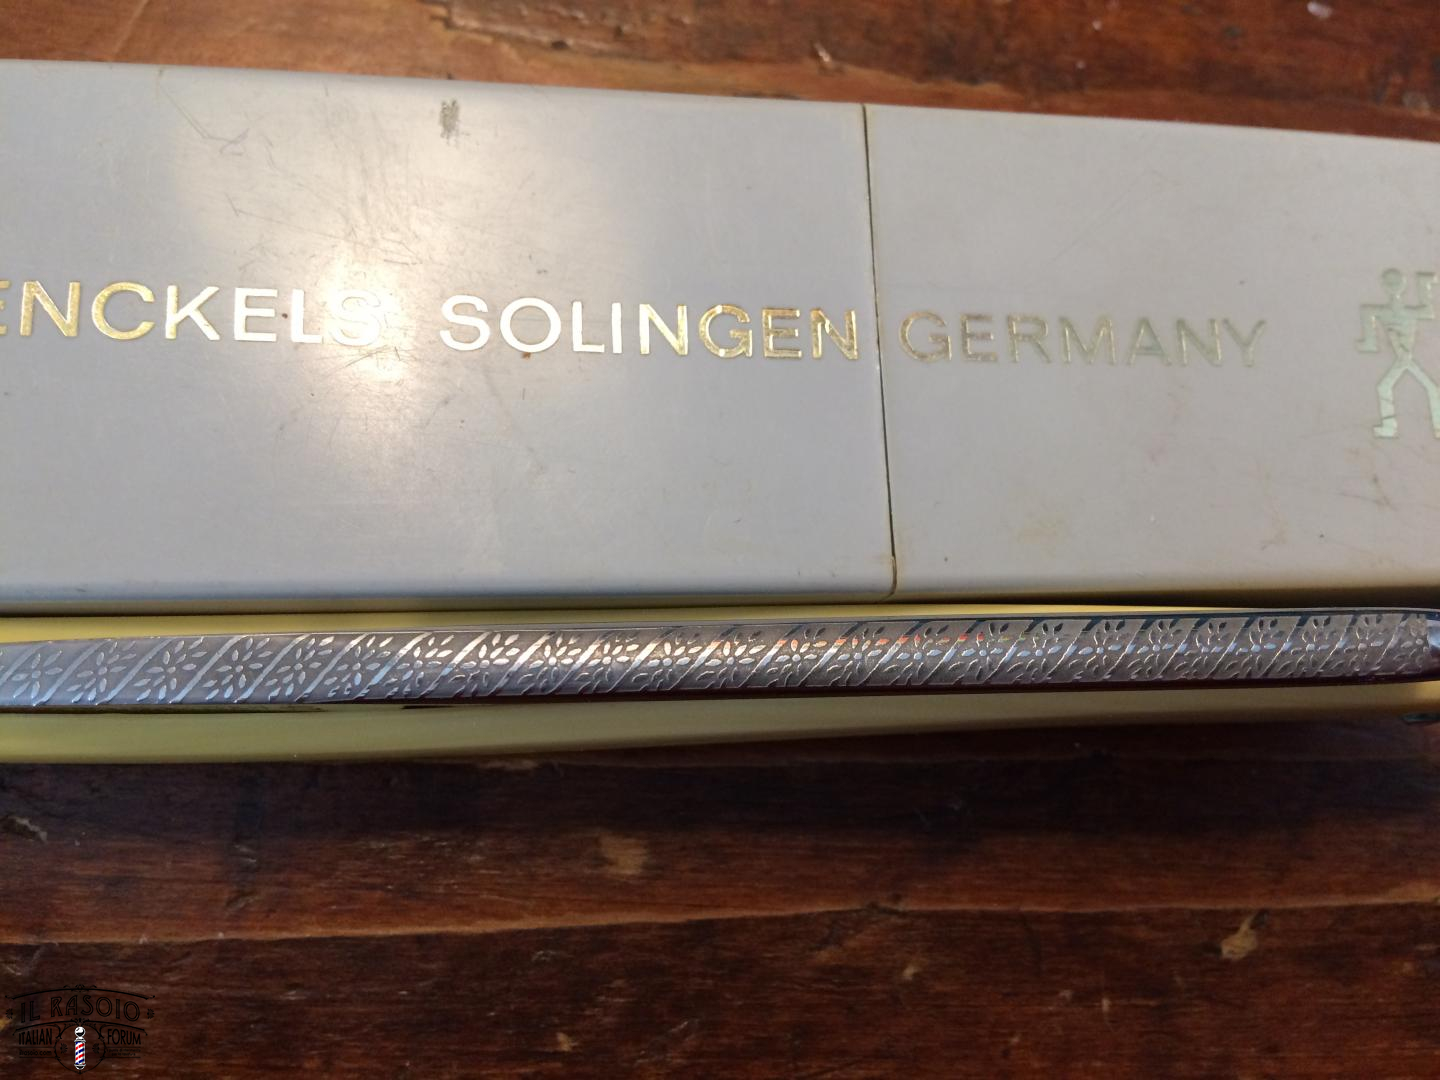 ENCKELS SOLINGEN GERMANY
IL RASOIO
ITALIAN FORUM